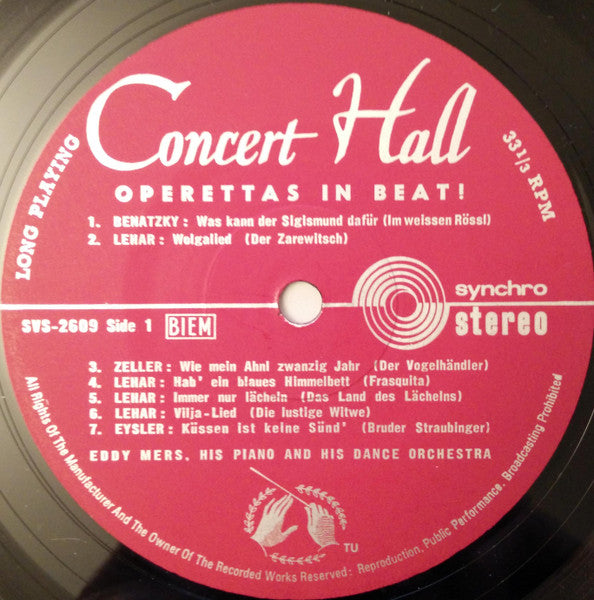 Concert Hall
LONG PLAYING
33 1/3 RPM
OPERETTAS IN BEAT!
1. BENATZKY: Was kann der Sigismund dafür (Im weissen Rössl)
2. LEHAR: Wolgalied (Der Zarewitsch)
synchro
stereo
SVS-2609 Side 1 BIEM
3. ZELLER: Wie mein Ahnl zwanzig Jahr (Der Vogelhändler)
4. LEHAR: Hab' ein blaues Himmelbett (Frasquita)
5. LEHAR: Immer nur lächeln (Das Land des Lächelns)
6. LEHAR: Vilja-Lied (Die lustige Witwe)
7. EYSLER: Küssen ist keine Sünd' (Bruder Straubinger)
EDDY MERS, HIS PIANO AND HIS DANCE ORCHESTRA
TU
All Rights Of The Manufacturer And The Owner Of The Recorded Works Reserved: Reproduction, Public Performance, Broadcasting Prohibited